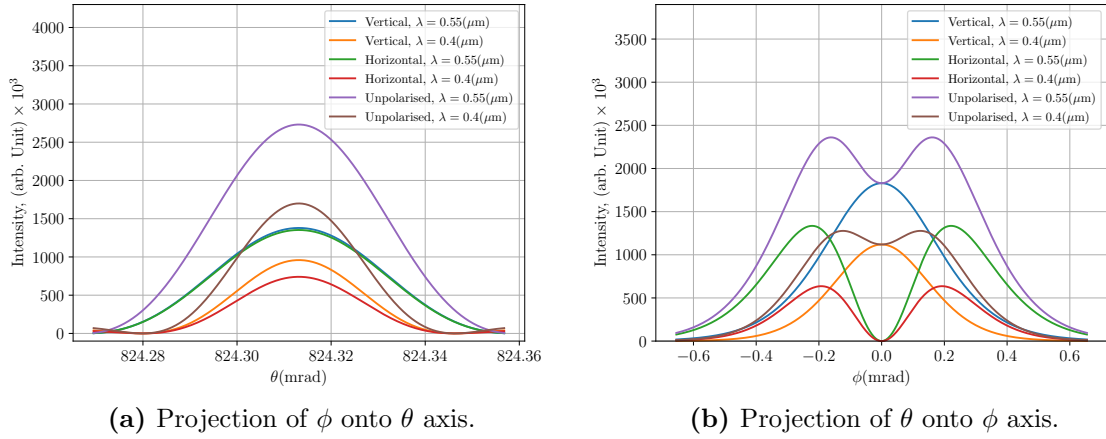 Intensity, (arb. Unit) × 10³
4000
3500
3000
2500
2000
1500
1000
500
0
Vertical, λ = 0.55(μm)
Vertical, λ = 0.4(μm)
Horizontal, λ = 0.55(μm)
Horizontal, λ = 0.4(μm)
Unpolarised, λ = 0.55(μm)
Unpolarised, λ = 0.4(μm)
824.28 824.30 824.32 824.34 824.36
θ(mrad)
(a) Projection of ϕ onto θ axis.
Intensity, (arb. Unit) × 10³
3500
3000
2500
2000
1500
1000
500
0
Vertical, λ = 0.55(μm)
Vertical, λ = 0.4(μm)
Horizontal, λ = 0.55(μm)
Horizontal, λ = 0.4(μm)
Unpolarised, λ = 0.55(μm)
Unpolarised, λ = 0.4(μm)
−0.6 −0.4 −0.2 0.0 0.2 0.4 0.6
ϕ(mrad)
(b) Projection of θ onto ϕ axis.